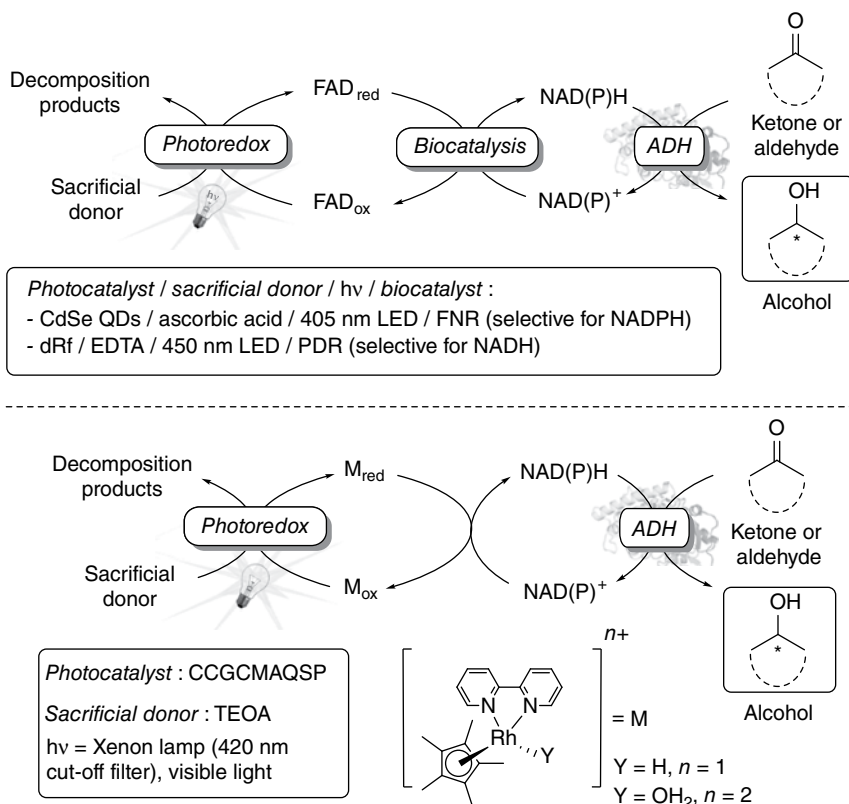 O
Decomposition
products
FAD red
NAD(P)H
Photoredox
Biocatalysis
ADH
Ketone or
aldehyde
Sacrificial
donor
hν
FADox
NAD(P)+
OH
*
Alcohol
Photocatalyst / sacrificial donor / hν / biocatalyst :
- CdSe QDs / ascorbic acid / 405 nm LED / FNR (selective for NADPH)
- dRf / EDTA / 450 nm LED / PDR (selective for NADH)
O
Decomposition
products
Mred
NAD(P)H
Photoredox
ADH
Ketone or
aldehyde
Sacrificial
donor
hν
Mox
NAD(P)+
OH
*
Alcohol
Photocatalyst : CCGCMAQSP
Sacrificial donor : TEOA
hν = Xenon lamp (420 nm
cut-off filter), visible light
n+
N N
Rh
Y
= M
Y = H, n = 1
Y = OH2, n = 2